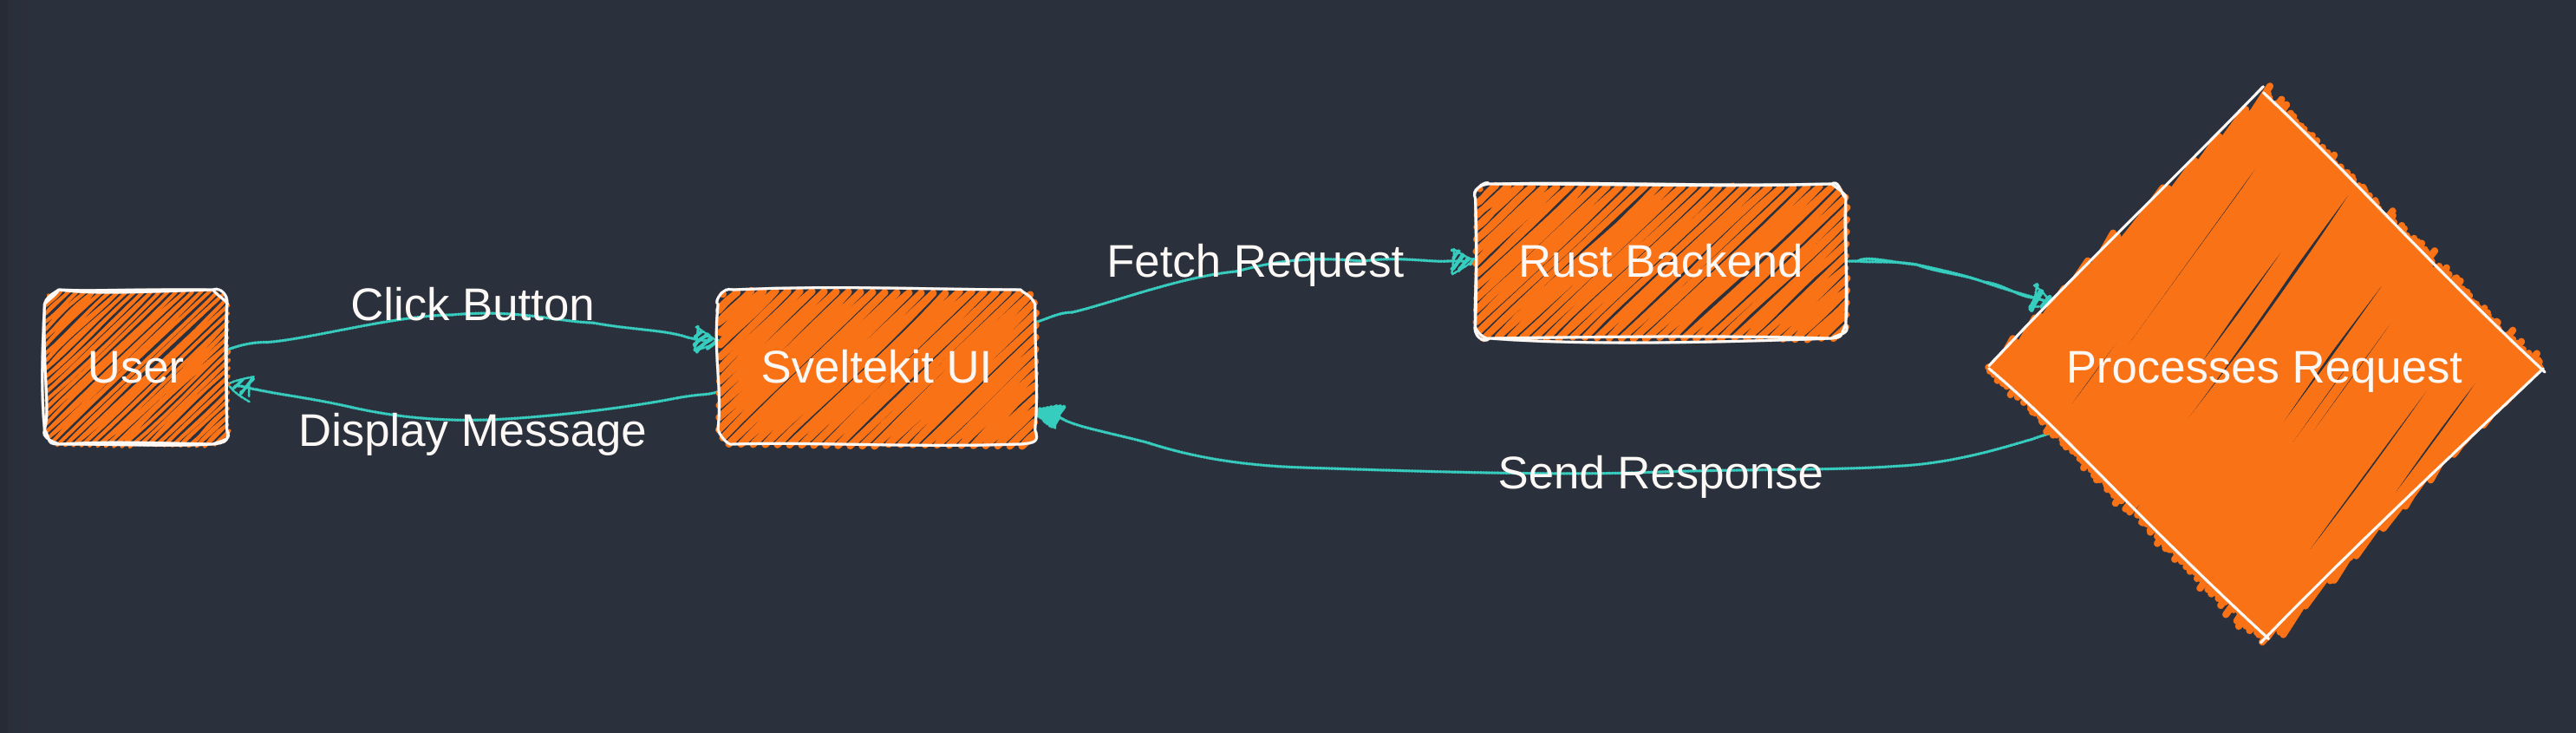 User
Click Button
Display Message
Sveltekit UI
Fetch Request
Rust Backend
Processes Request
Send Response